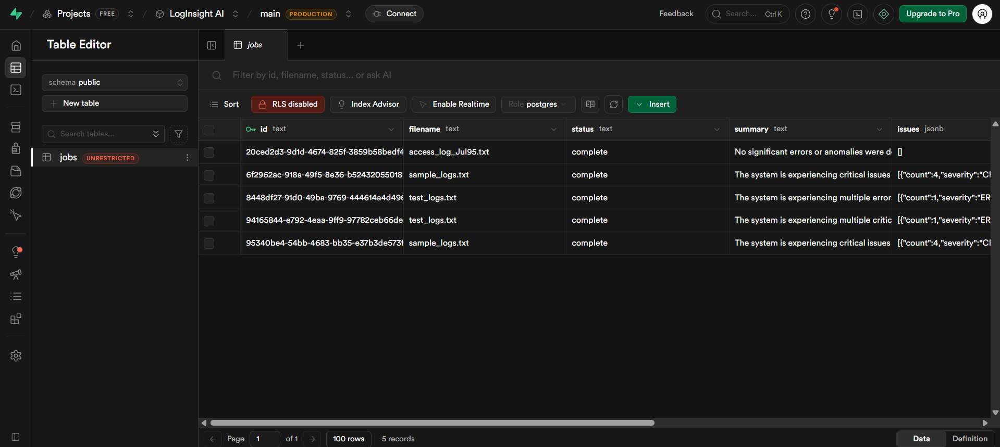 Projects FREE LogInsight AI main PRODUCTION Connect Feedback Search... Ctrl K Upgrade to Pro
Table Editor
jobs
schema public
New table
Search tables...
jobs UNRESTRICTED
Filter by id, filename, status... or ask AI
Sort RLS disabled Index Advisor Enable Realtime Role postgres Insert
id text filename text status text summary text issues jsonb
20ced2d3-9d1d-4674-825f-3859b58bedf4 access_log_Jul95.txt complete No significant errors or anomalies were d []
6f2962ac-918a-49f5-8e36-b52432055018 sample_logs.txt complete The system is experiencing critical issues [{"count":4,"severity":"CI
8448df27-91d0-49ba-9769-444614a4d496 test_logs.txt complete The system is experiencing multiple error [{"count":1,"severity":"ER
94165844-e792-4eaa-9ff9-97782ceb66de test_logs.txt complete The system is experiencing multiple critic [{"count":1,"severity":"ER
95340be4-54bb-4683-bb35-e37b3de573f sample_logs.txt complete The system is experiencing critical issues [{"count":4,"severity":"CI
Page 1 of 1 100 rows 5 records Data Definition